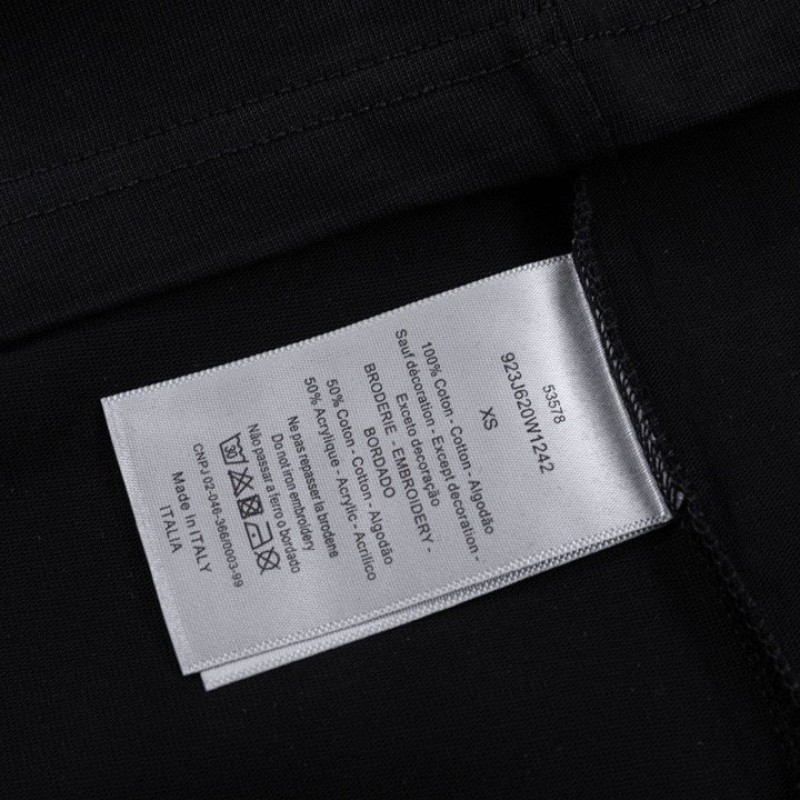 53578
923J620W1242
XS
100% Coton - Cotton - Algodão
Sauf décoration - Except decoration -
Exceto decoração
BRODERIE - EMBROIDERY -
BORDADO
50% Coton - Cotton - Algodão
50% Acrylique - Acrylic - Acrilico
Ne pas repasser la broderie
Do not iron embroidery
Não passar a ferro o bordado
30
CNPJ 02-046-366/0003-99
Made In ITALY
ITALIA